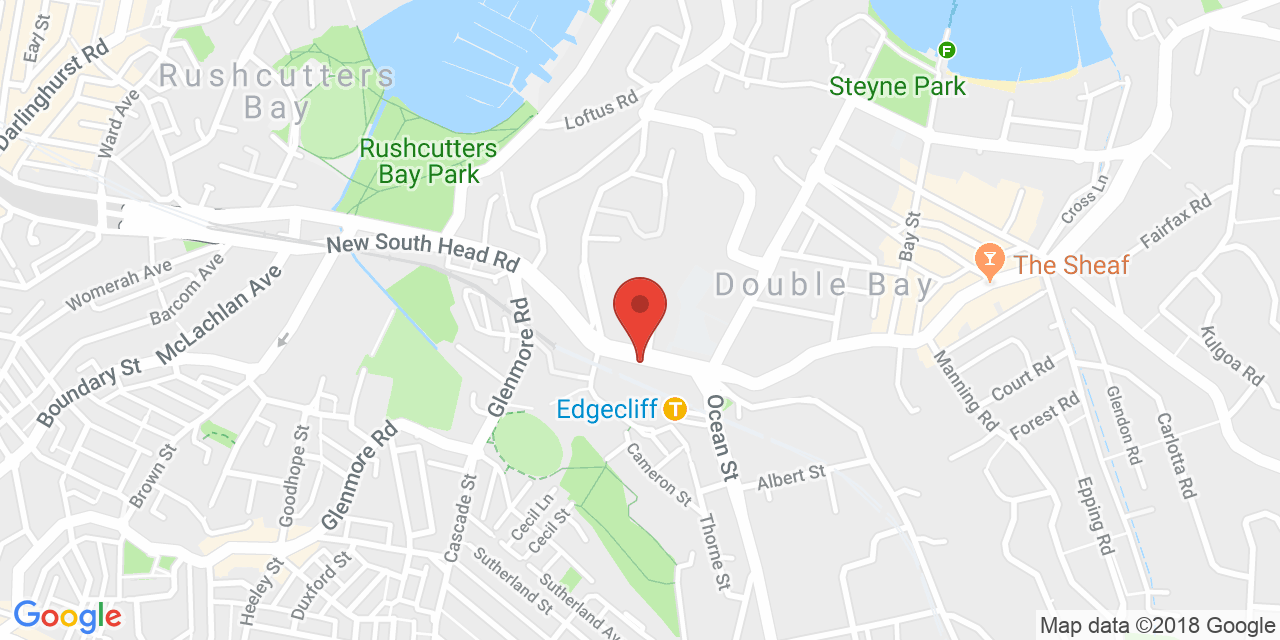 Earl St
Darlinghurst Rd
Ward Ave
Rushcutters
Bay
Loftus Rd
Rushcutters
Bay Park
Steyne Park
F
Cross Ln
Fairfax Rd
Bay St
New South Head Rd
The Sheaf
Double Bay
Womerah Ave
Barcom Ave
McLachlan Ave
Boundary St
Glenmore Rd
Kulgoa Rd
Manning Rd
Court Rd
Forest Rd
Glendon Rd
Carlotta Rd
Epping Rd
Edgecliff
T
Ocean St
Albert St
Cameron St
Thorne St
Brown St
Goodhope St
Glenmore Rd
Cascade St
Cecil Ln
Cecil St
Sutherland St
Sutherland Av
Heeley St
Duxford St
Google
Map data ©2018 Google